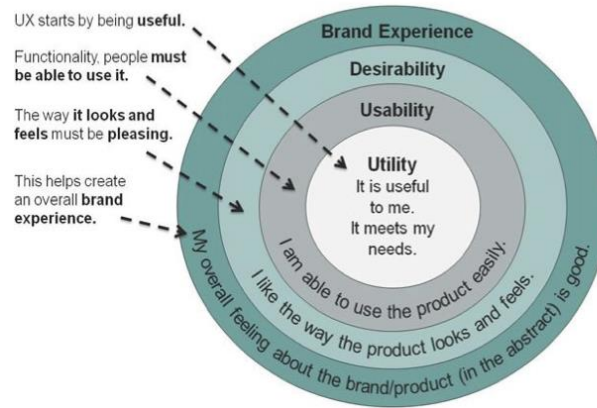 UX starts by being useful.
Functionality, people must
be able to use it.
The way it looks and
feels must be pleasing.
This helps create
an overall brand
experience.
Brand Experience
Desirability
Usability
Utility
It is useful
to me.
It meets my
needs.
I am able to use the product easily.
I like the way the product looks and feels.
My overall feeling about the brand/product (in the abstract) is good.